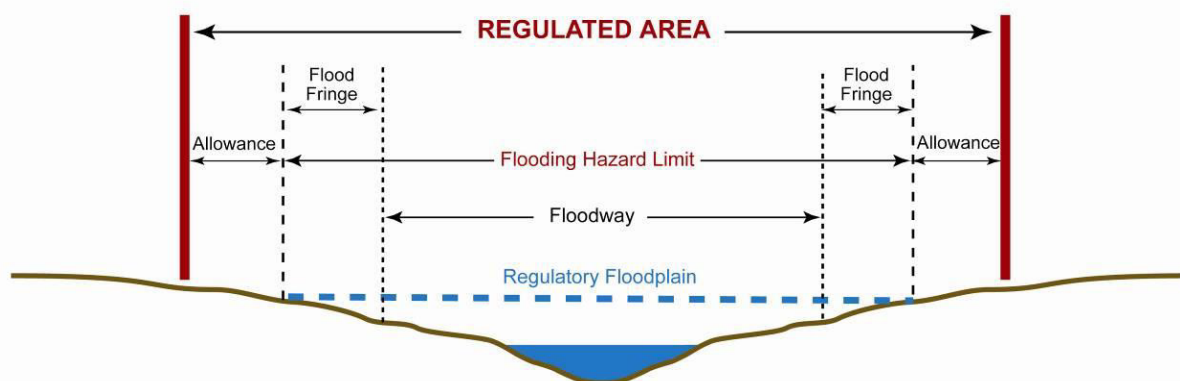 REGULATED AREA
Flood
Fringe
Flood
Fringe
Allowance
Flooding Hazard Limit
Allowance
Floodway
Regulatory Floodplain